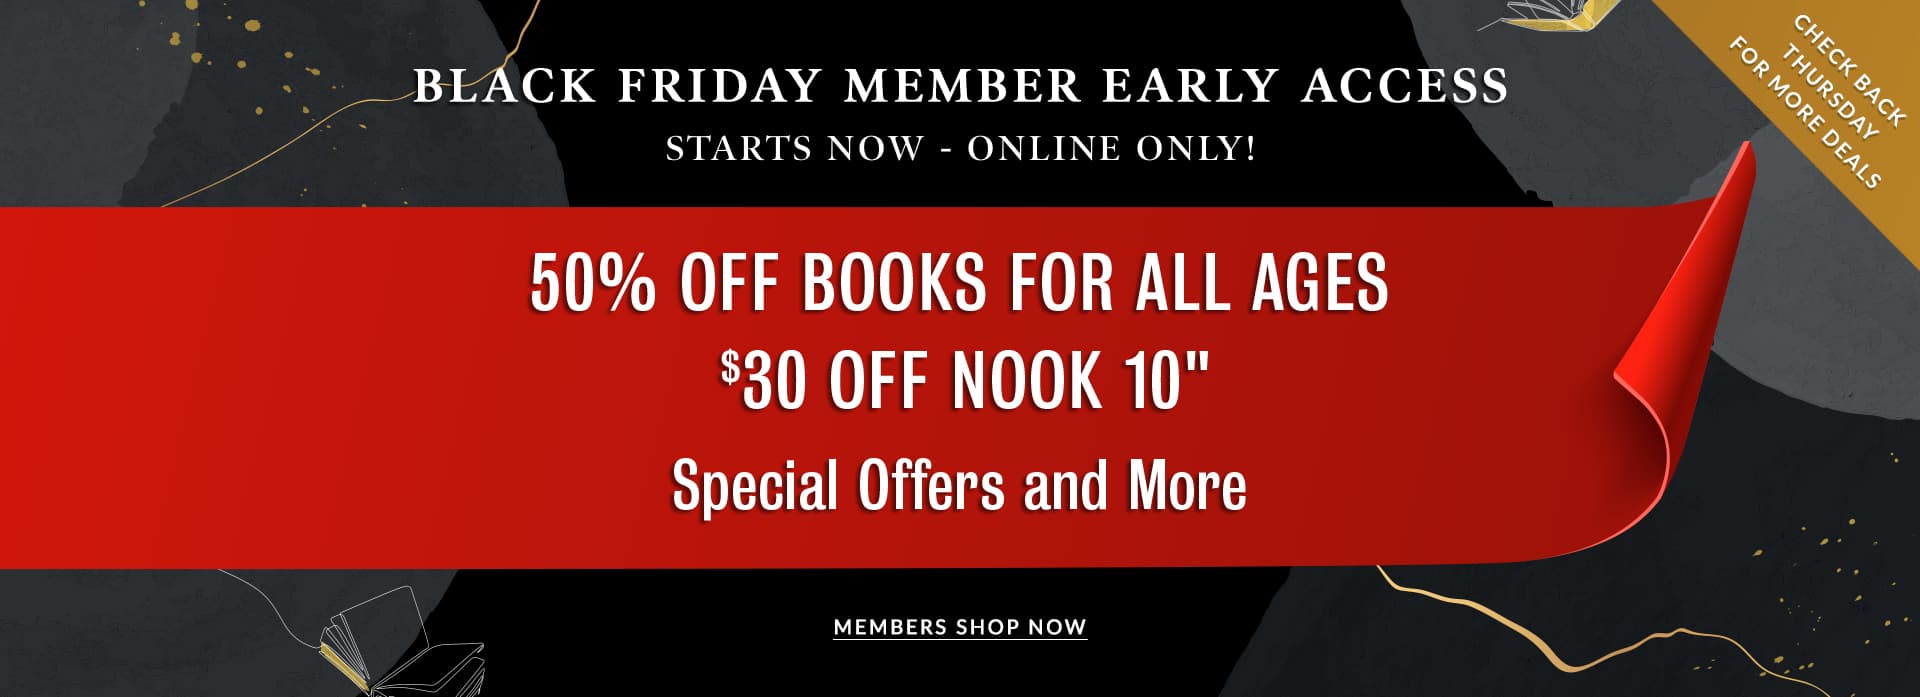 BLACK FRIDAY MEMBER EARLY ACCESS
STARTS NOW - ONLINE ONLY!
CHECK BACK
THURSDAY
FOR MORE DEALS
50% OFF BOOKS FOR ALL AGES
$30 OFF NOOK 10"
Special Offers and More
MEMBERS SHOP NOW